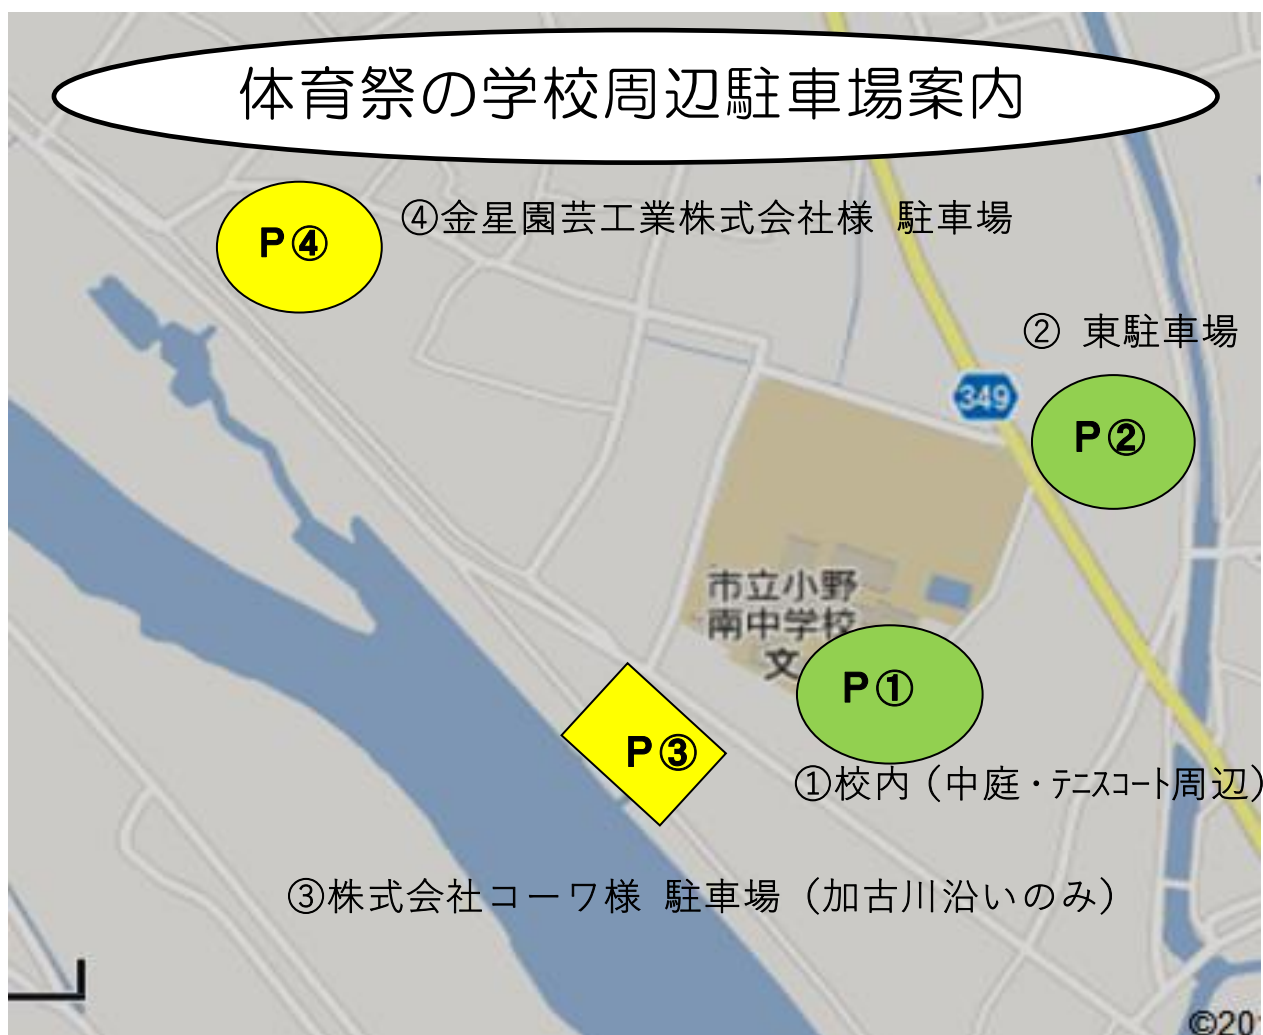 体育祭の学校周辺駐車場案内
P④
④金星園芸工業株式会社様 駐車場
② 東駐車場
349
P②
市立小野
南中学校
文
P①
P③
①校内(中庭・テニスコート周辺)
③株式会社コーワ様 駐車場(加古川沿いのみ)
©20